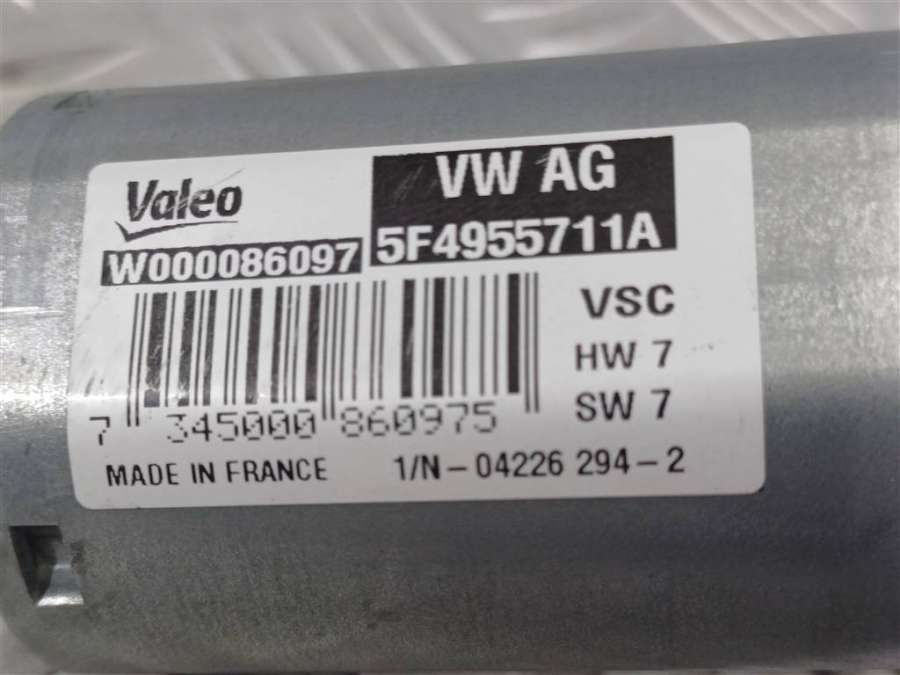 Valeo
VW AG
W000086097
5F4955711A
VSC
HW 7
SW 7
7 345000 860975
MADE IN FRANCE 1/N-04226 294-2